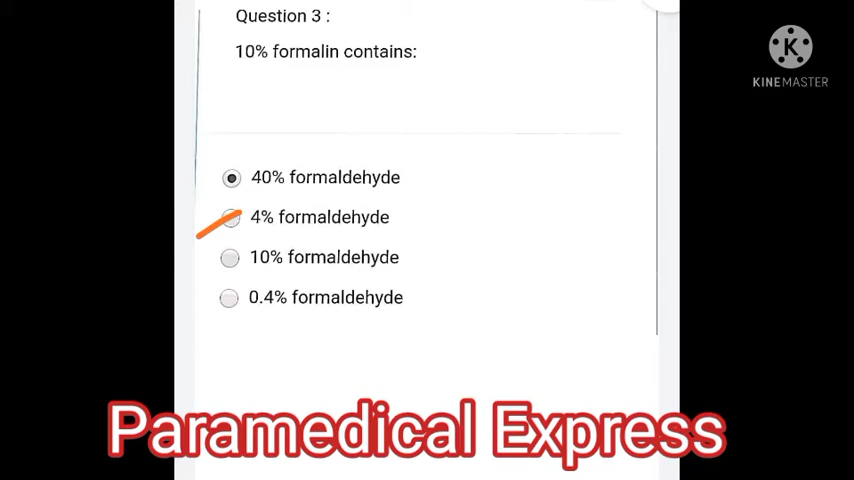 Question 3 :
10% formalin contains:
40% formaldehyde
4% formaldehyde
10% formaldehyde
0.4% formaldehyde
K
KINEMASTER
Paramedical Express